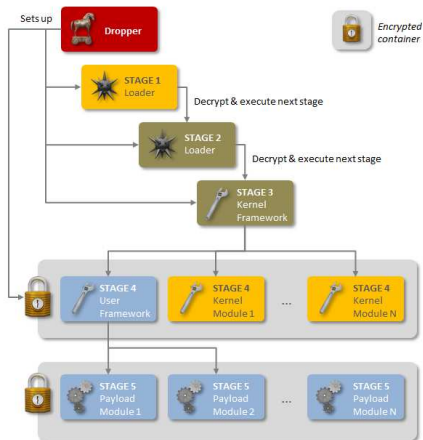 Sets up
Dropper
Encrypted
container
STAGE 1
Loader
Decrypt & execute next stage
STAGE 2
Loader
Decrypt & execute next stage
STAGE 3
Kernel
Framework
STAGE 4
User
Framework
STAGE 4
Kernel
Module 1
...
STAGE 4
Kernel
Module N
STAGE 5
Payload
Module 1
STAGE 5
Payload
Module 2
...
STAGE 5
Payload
Module N